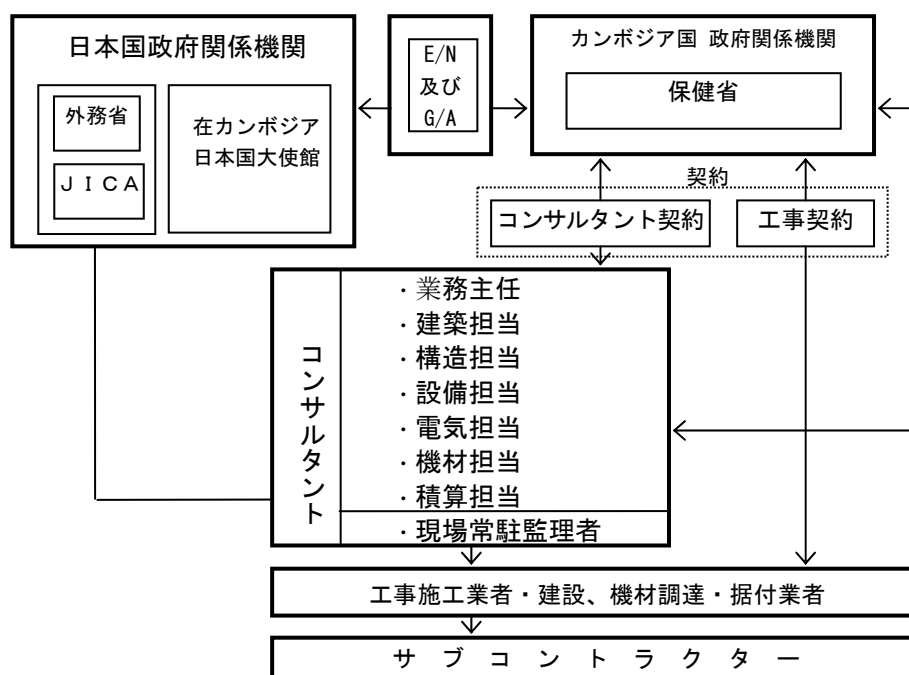 日本国政府関係機関
外務省
ＪＩＣＡ
在カンボジア
日本国大使館
E/N
及び
G/A
カンボジア国 政府関係機関
保健省
契約
コンサルタント契約
工事契約
コンサルタント
・業務主任
・建築担当
・構造担当
・設備担当
・電気担当
・機材担当
・積算担当
・現場常駐監理者
工事施工業者・建設、機材調達・据付業者
サ ブ コ ン ト ラ ク タ ー